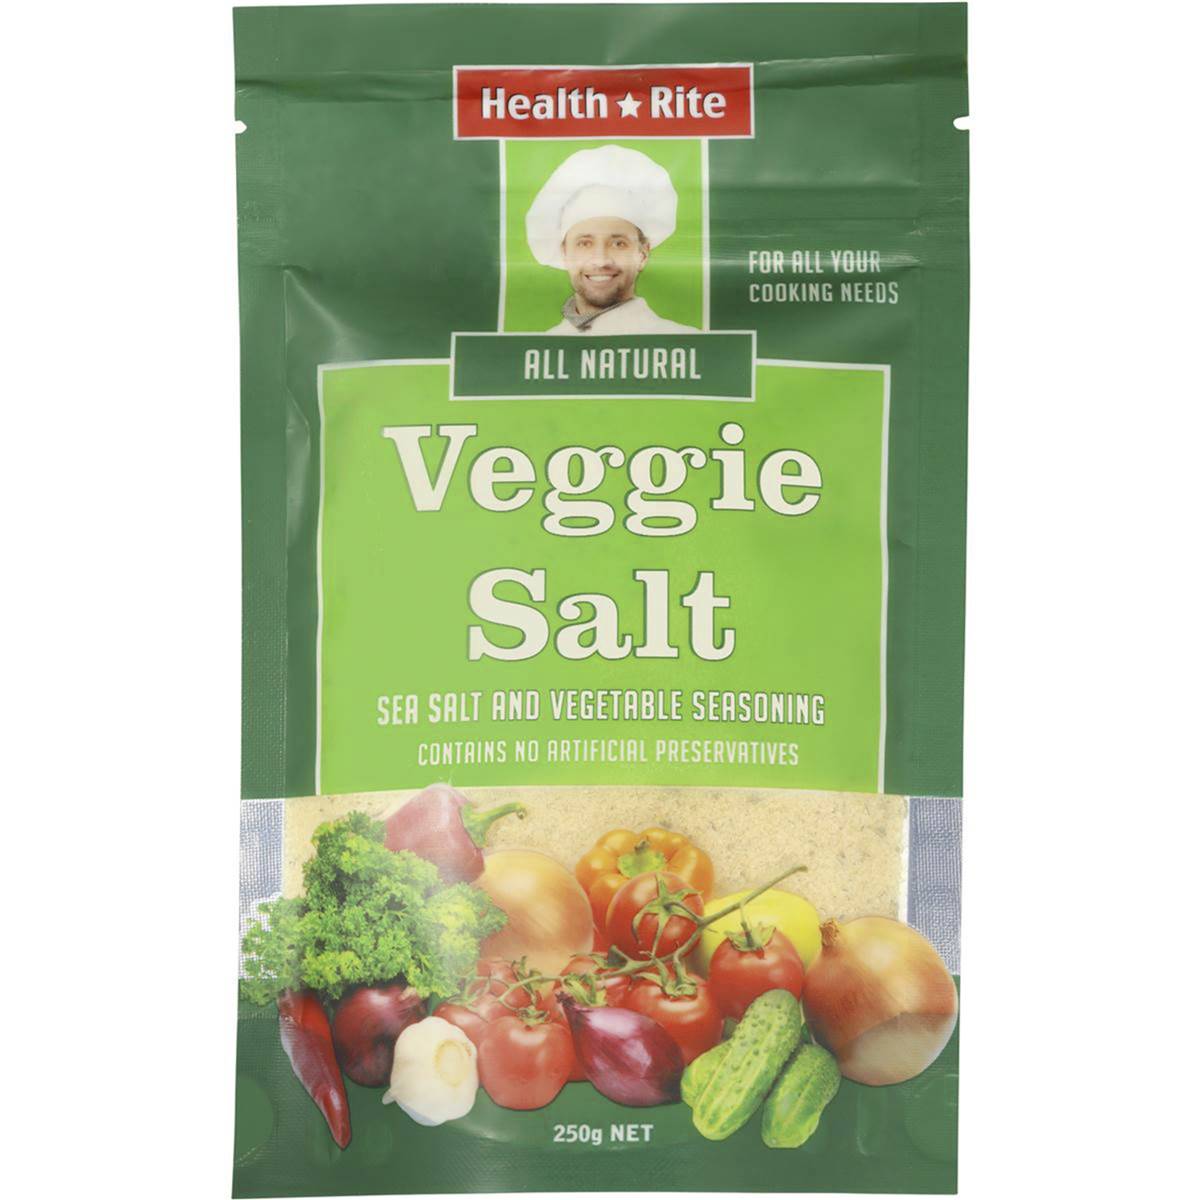 Health ★ Rite
FOR ALL YOUR
COOKING NEEDS
ALL NATURAL
Veggie
Salt
SEA SALT AND VEGETABLE SEASONING
CONTAINS NO ARTIFICIAL PRESERVATIVES
250g NET